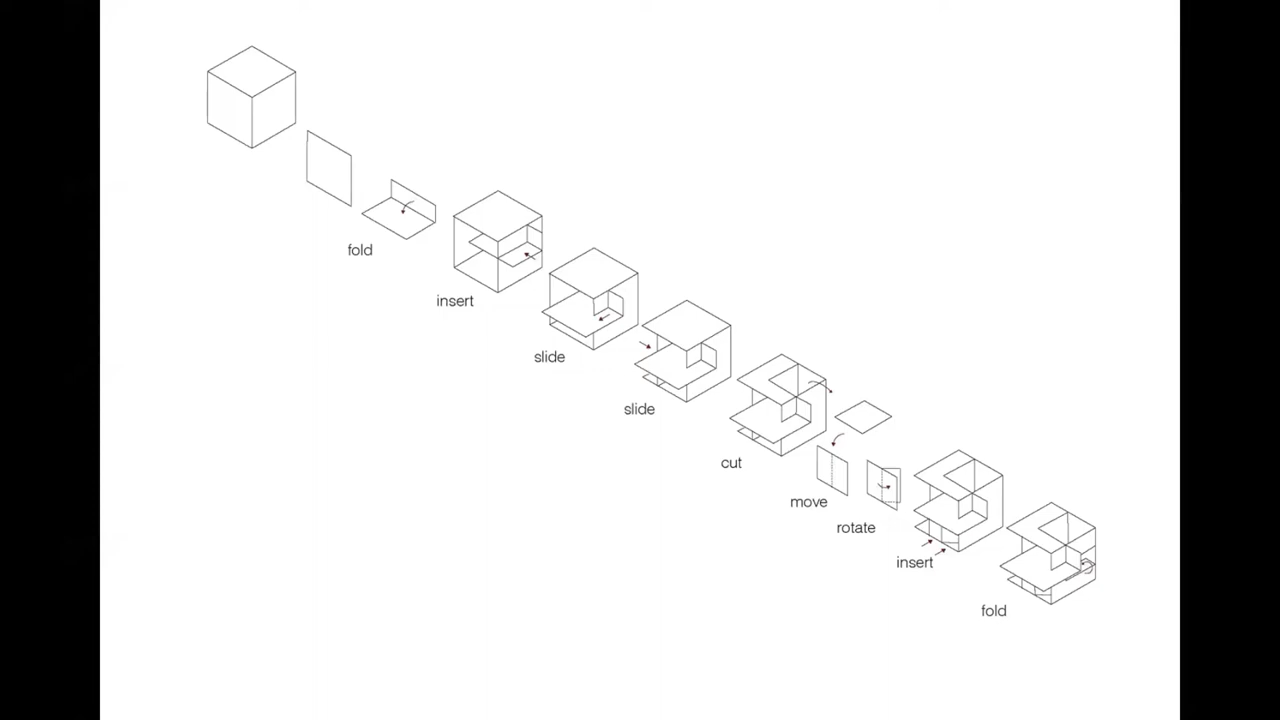 fold
insert
slide
slide
cut
move
rotate
insert
fold